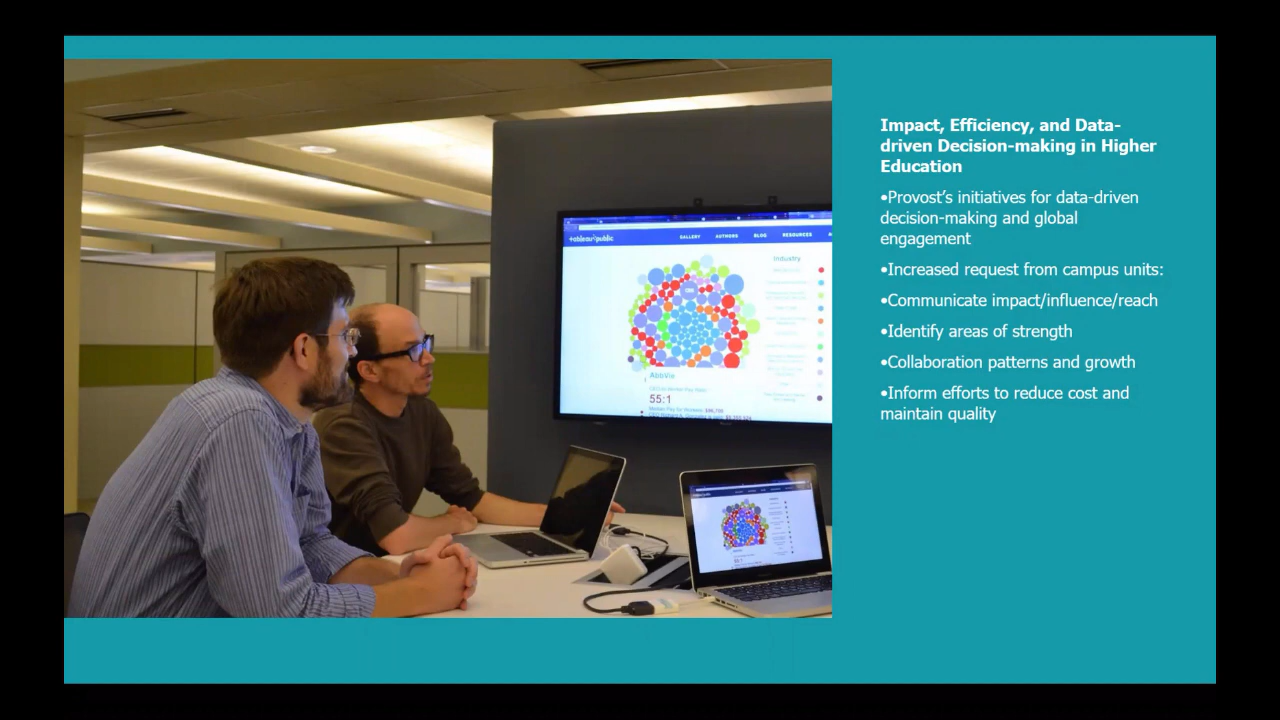 Impact, Efficiency, and Data-
driven Decision-making in Higher
Education
•Provost's initiatives for data-driven
decision-making and global
engagement
•Increased request from campus units:
•Communicate impact/influence/reach
•Identify areas of strength
•Collaboration patterns and growth
•Inform efforts to reduce cost and
maintain quality
+ableau public
GALLERY AUTHORS BLOG RESOURCES
Industry
AbbVie
55:1